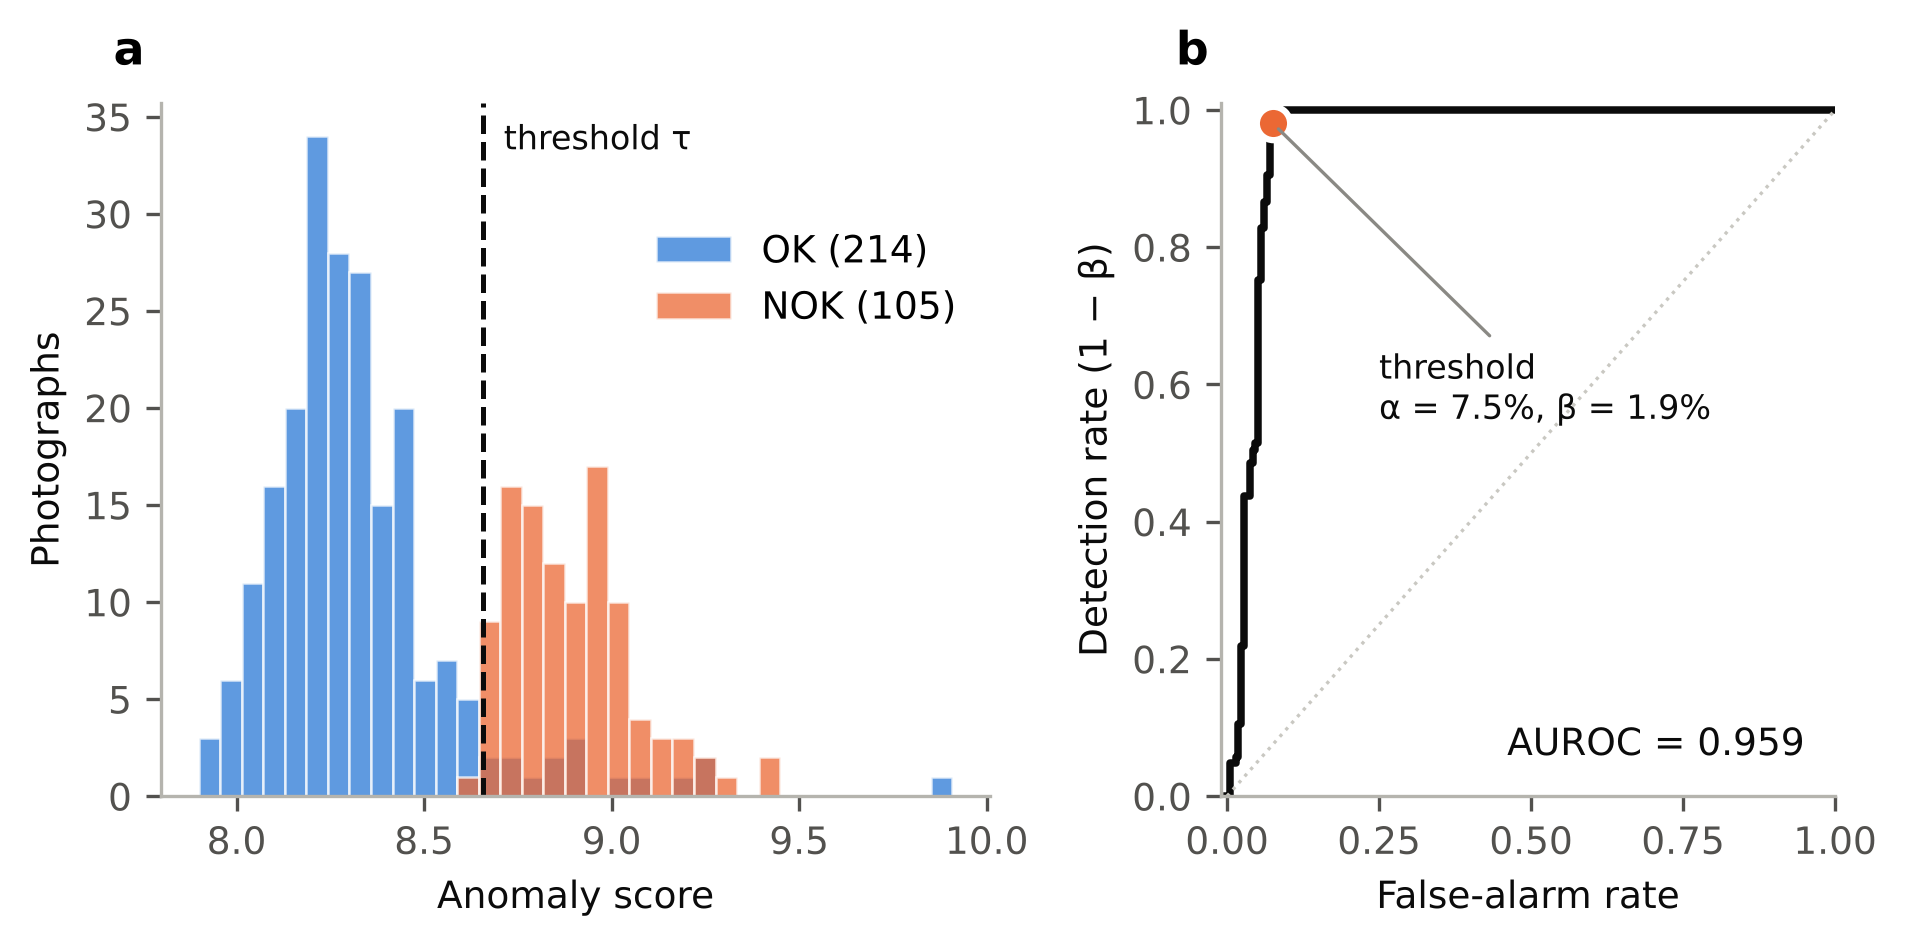 a
35
30
25
20
15
10
5
0
Photographs
threshold τ
OK (214)
NOK (105)
8.0 8.5 9.0 9.5 10.0
Anomaly score
b
1.0
0.8
0.6
0.4
0.2
0.0
Detection rate (1 − β)
threshold
α = 7.5%, β = 1.9%
AUROC = 0.959
0.00 0.25 0.50 0.75 1.00
False-alarm rate